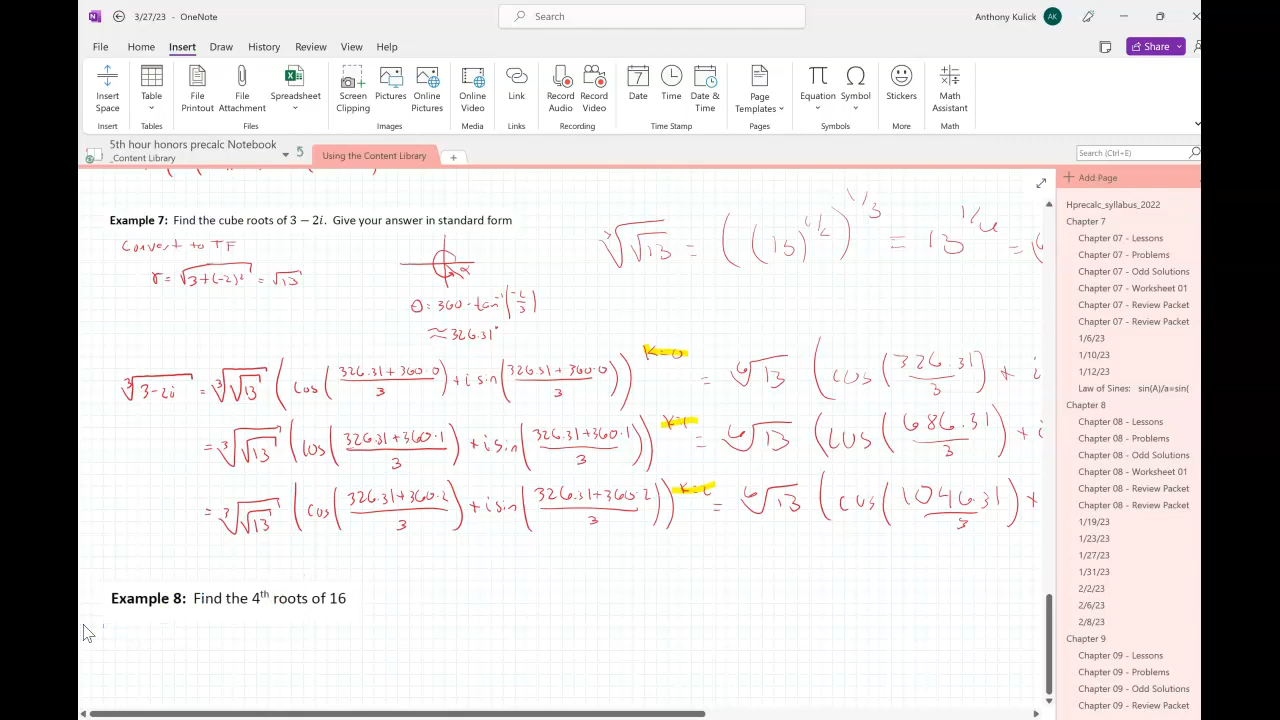 3/27/23 - OneNote
Search
Anthony Kulick
AK
File Home Insert Draw History Review View Help
Share
Insert Space
Table
File Printout
File Attachment
Spreadsheet
Screen Clipping
Pictures
Online Pictures
Online Video
Link
Record Audio
Record Video
Date
Time
Date & Time
Page Templates
Equation
Symbol
Stickers
Math Assistant
Insert Tables Files Images Media Links Recording Time Stamp Pages Symbols More Math
5th hour honors precalc Notebook
_Content Library
Using the Content Library
+
Search (Ctrl+E)
Example 7: Find the cube roots of 3 − 2i. Give your answer in standard form
Convert to TF
r = √3+(-2)² = √13
θ = 360 - tan⁻¹(-2/3)
≈ 326.31°
∛√13 = ((13)^1/2)^1/3 = 13^1/6 =
K=0
∛3-2i = ∛√13 (cos(326.31+360·0/3) + i sin(326.31+360·0/3)) = ⁶√13 (cos(326.31/3) + i
K=1
= ∛√13 (cos(326.31+360·1/3) + i sin(326.31+360·1/3)) = ⁶√13 (cos(686.31/3) + i
= ∛√13 (cos(326.31+360·2/3) + i sin(326.31+360·2/3)) = ⁶√13 (cos(1046.31/3) +
Example 8: Find the 4th roots of 16
Add Page
Hprecalc_syllabus_2022
Chapter 7
Chapter 07 - Lessons
Chapter 07 - Problems
Chapter 07 - Odd Solutions
Chapter 07 - Worksheet 01
Chapter 07 - Review Packet
Chapter 07 - Review Packet
1/6/23
1/10/23
1/12/23
Law of Sines: sin(A)/a=sin(
Chapter 8
Chapter 08 - Lessons
Chapter 08 - Problems
Chapter 08 - Odd Solutions
Chapter 08 - Worksheet 01
Chapter 08 - Review Packet
Chapter 08 - Review Packet
1/19/23
1/23/23
1/27/23
1/31/23
2/2/23
2/6/23
2/8/23
Chapter 9
Chapter 09 - Lessons
Chapter 09 - Problems
Chapter 09 - Odd Solutions
Chapter 09 - Review Packet